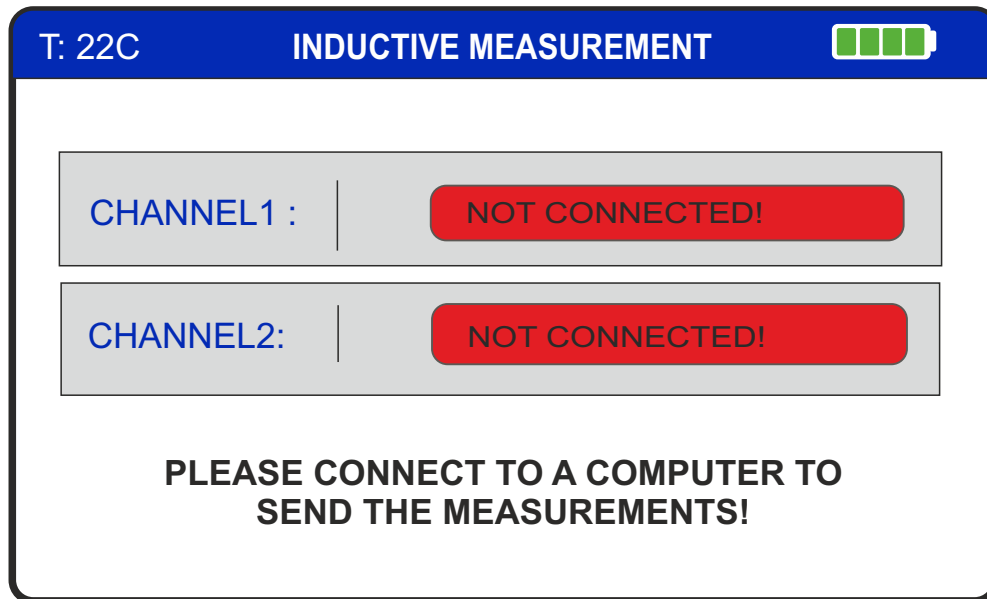 T: 22C INDUCTIVE MEASUREMENT
CHANNEL1 : NOT CONNECTED!
CHANNEL2: NOT CONNECTED!
PLEASE CONNECT TO A COMPUTER TO
SEND THE MEASUREMENTS!